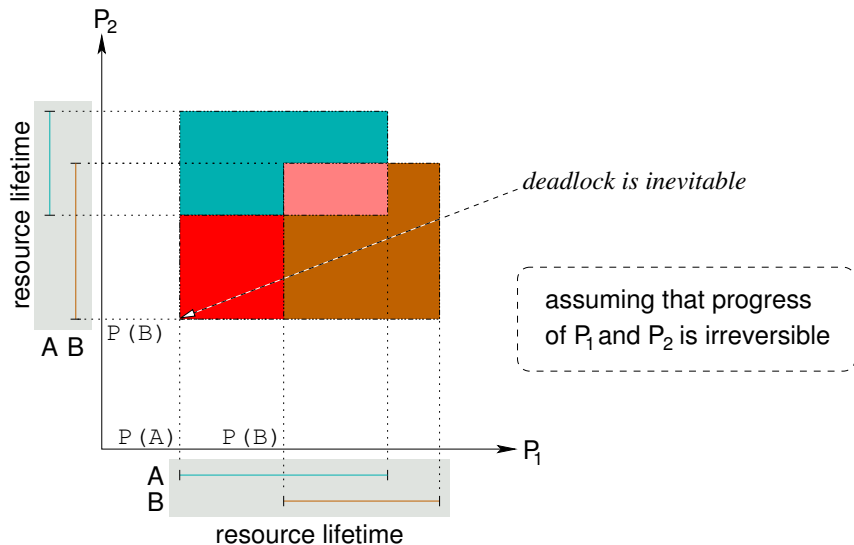 P2
resource lifetime
A B
deadlock is inevitable
assuming that progress
of P1 and P2 is irreversible
P(B)
P(A) P(B)
P1
A
B
resource lifetime